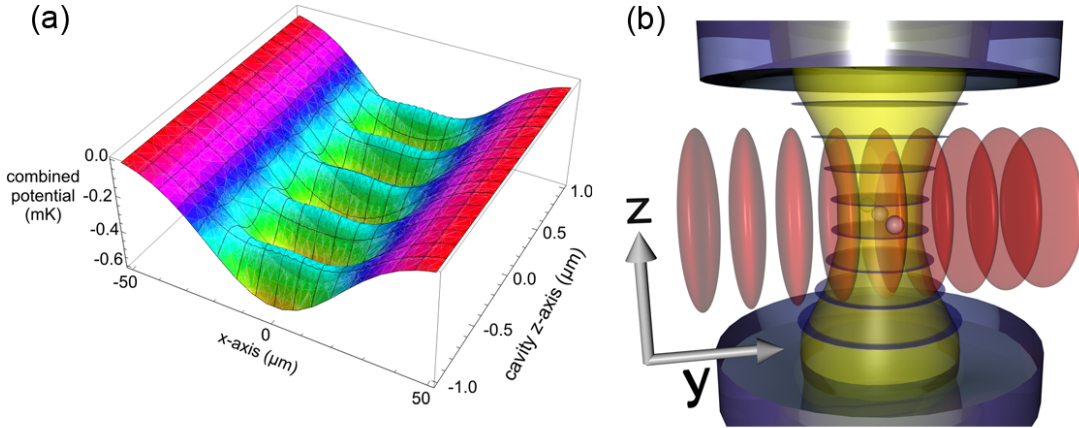 (a)
(b)
0.0
combined
potential
(mK)
-0.2
-0.4
-0.6
-50
0
x-axis (µm)
50
1.0
0.5
0.0
-0.5
-1.0
cavity z-axis (µm)
z
y